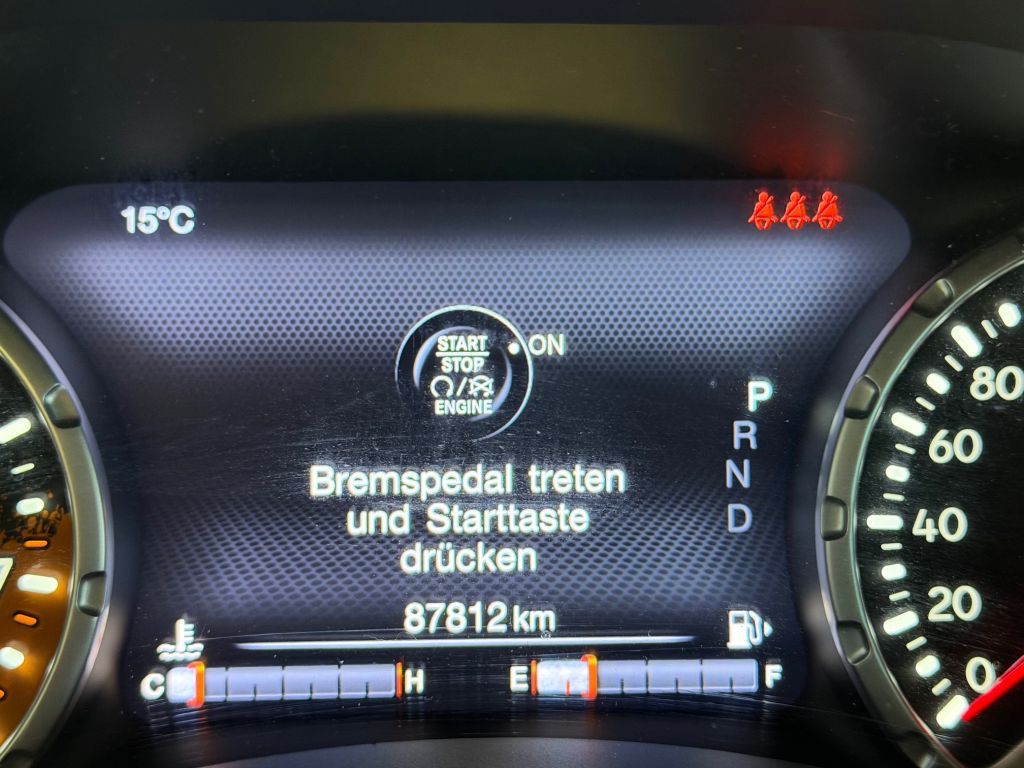 15°C
START
STOP
ENGINE
ON
P
R
N
D
Bremspedal treten
und Starttaste
drücken
87812 km
C H
E F
80
60
40
20
0